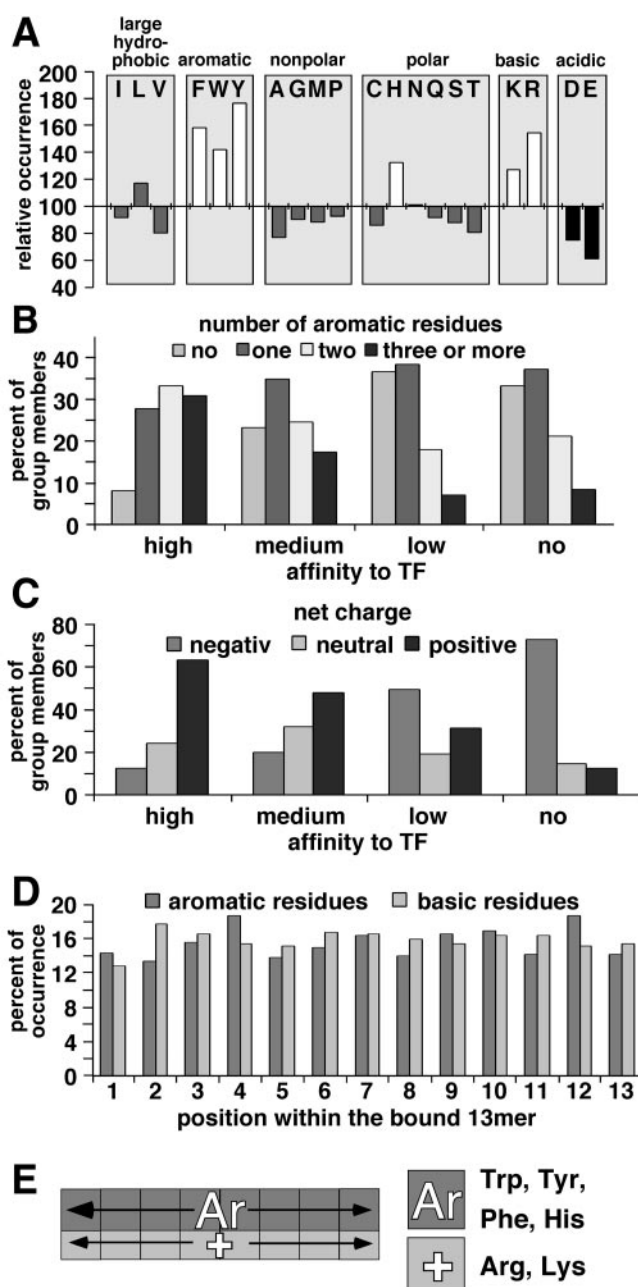 A
large
hydro-
phobic aromatic nonpolar polar basic acidic
I L V F W Y A G M P C H N Q S T K R D E
relative occurrence
200
180
160
140
120
100
80
60
40
B
number of aromatic residues
no one two three or more
percent of
group members
40
30
20
10
0
high medium low no
affinity to TF
C
net charge
negativ neutral positive
percent of
group members
80
60
40
20
0
high medium low no
affinity to TF
D
aromatic residues basic residues
percent of
occurrence
20
16
12
8
4
0
1 2 3 4 5 6 7 8 9 10 11 12 13
position within the bound 13mer
E
Ar
+
Ar Trp, Tyr,
Phe, His
+ Arg, Lys